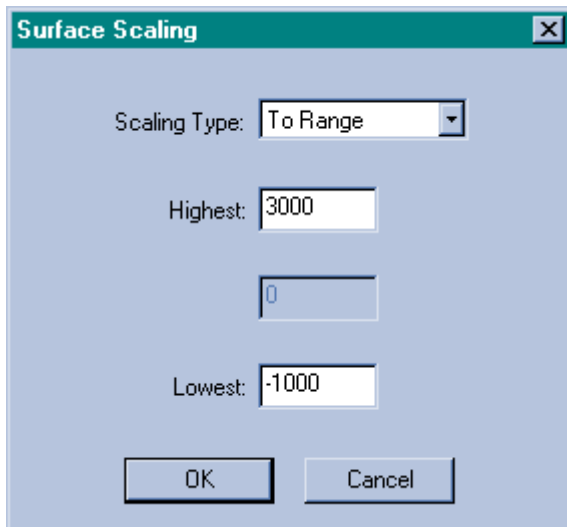 Surface Scaling
Scaling Type: To Range
Highest: 3000
0
Lowest: -1000
OK Cancel